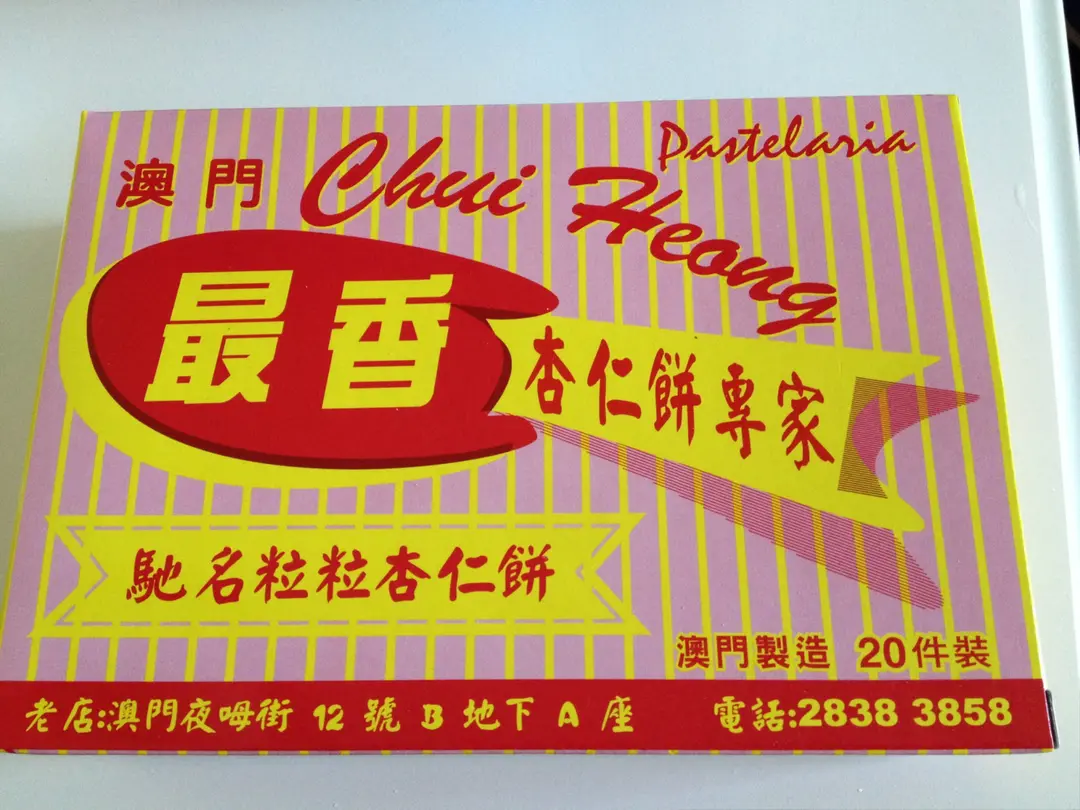 澳門 Chui Heong Pastelaria
最香
杏仁餅專家
馳名粒粒杏仁餅
澳門製造 20件裝
老店:澳門夜呣街 12 號 B 地下 A 座 電話:2838 3858